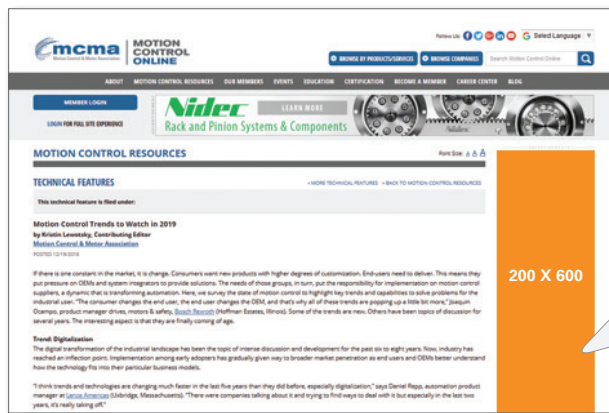 Follow Us:
Select Language ▼
mcma
Motion Control & Motor Association
MOTION
CONTROL
ONLINE
BROWSE BY PRODUCTS/SERVICES
BROWSE COMPANIES
Search Motion Control Online
ABOUT MOTION CONTROL RESOURCES OUR MEMBERS EVENTS EDUCATION CERTIFICATION BECOME A MEMBER CAREER CENTER BLOG
MEMBER LOGIN
LOGIN FOR FULL SITE EXPERIENCE
Nidec
LEARN MORE
Rack and Pinion Systems & Components
MOTION CONTROL RESOURCES
Font Size: A A A
TECHNICAL FEATURES
« MORE TECHNICAL FEATURES « BACK TO MOTION CONTROL RESOURCES
This technical feature is filed under:
Motion Control Trends to Watch in 2019
by Kristin Lewotsky, Contributing Editor
Motion Control & Motor Association
POSTED 12/19/2018
If there is one constant in the market, it is change. Consumers want new products with higher degrees of customization. End-users need to deliver. This means they
put pressure on OEMs and system integrators to provide solutions. The needs of those groups, in turn, put the responsibility for implementation on motion control
suppliers, a dynamic that is transforming automation. Here, we survey the state of motion control to highlight key trends and capabilities to solve problems for the
industrial user. "The consumer changes the end user, the end user changes the OEM, and that's why all of these trends are popping up a little bit more," Joaquin
Ocampo, product manager drives, motors & safety, Bosch Rexroth (Hoffman Estates, Illinois). Some of the trends are new. Others have been topics of discussion for
several years. The interesting aspect is that they are finally coming of age.
Trend: Digitalization
The digital transformation of the industrial landscape has been the topic of intense discussion and development for the past six to eight years. Now, industry has
reached an inflection point. Implementation among early adopters has gradually given way to broader market penetration as end users and OEMs better understand
how the technology fits into their particular business models.
"I think trends and technologies are changing much faster in the last five years than they did before, especially digitalization," says Daniel Repp, automation product
manager at Lenze Americas (Uxbridge, Massachusetts). "There were companies talking about it and trying to find ways to deal with it but especially in the last two
years, it's really taking off."
200 X 600